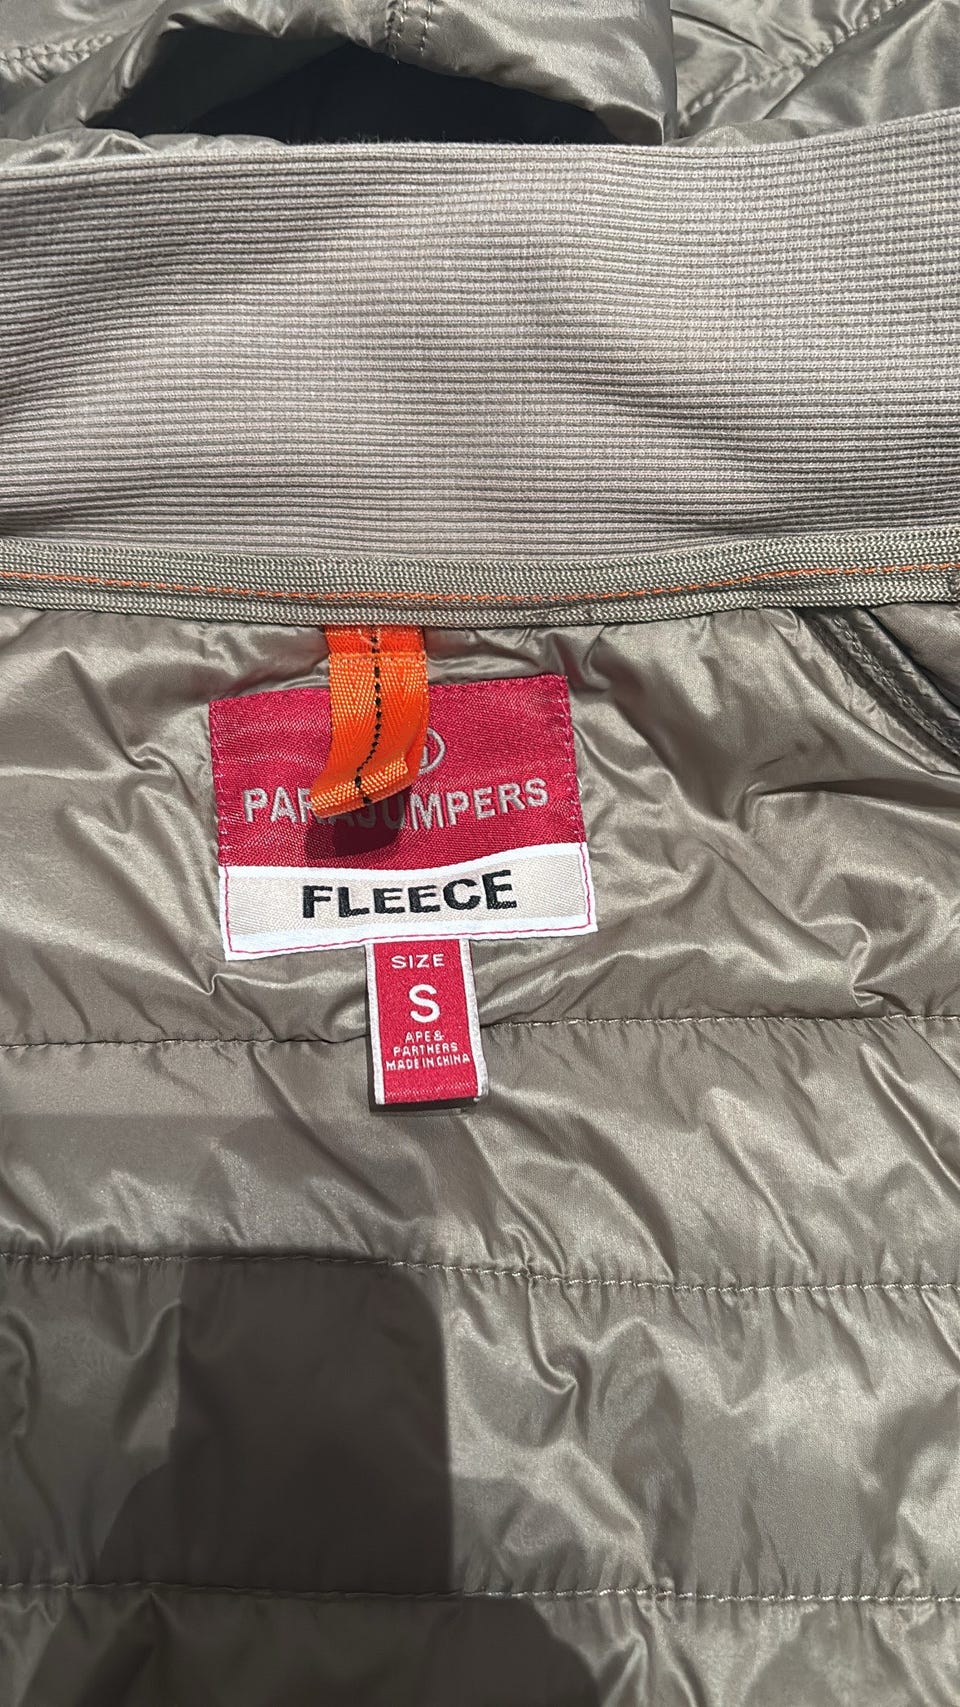 PARAJUMPERS
FLEECE
SIZE
S
APE&
PARTHERS
MADE IN CHINA